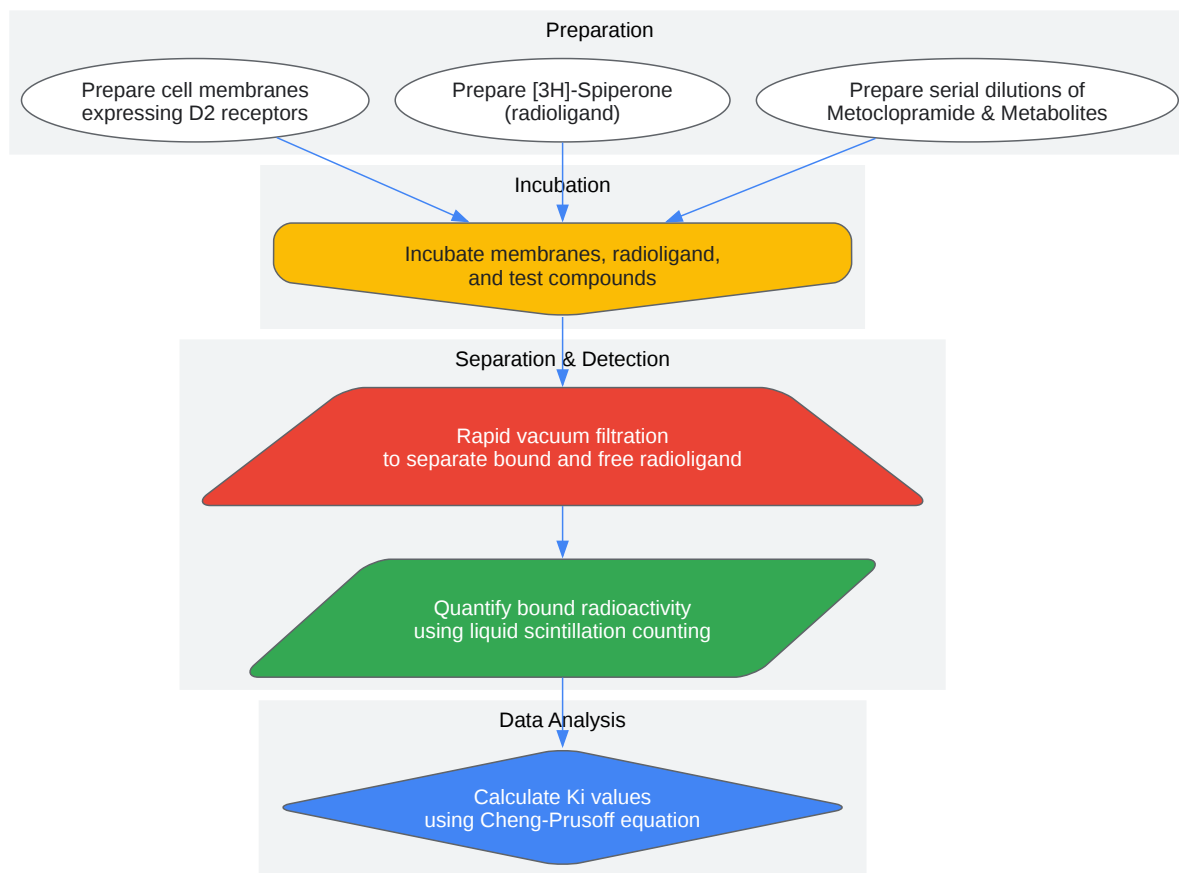 Preparation
Prepare cell membranes
expressing D2 receptors
Prepare [3H]-Spiperone
(radioligand)
Prepare serial dilutions of
Metoclopramide & Metabolites
Incubation
Incubate membranes, radioligand,
and test compounds
Separation & Detection
Rapid vacuum filtration
to separate bound and free radioligand
Quantify bound radioactivity
using liquid scintillation counting
Data Analysis
Calculate Ki values
using Cheng-Prusoff equation